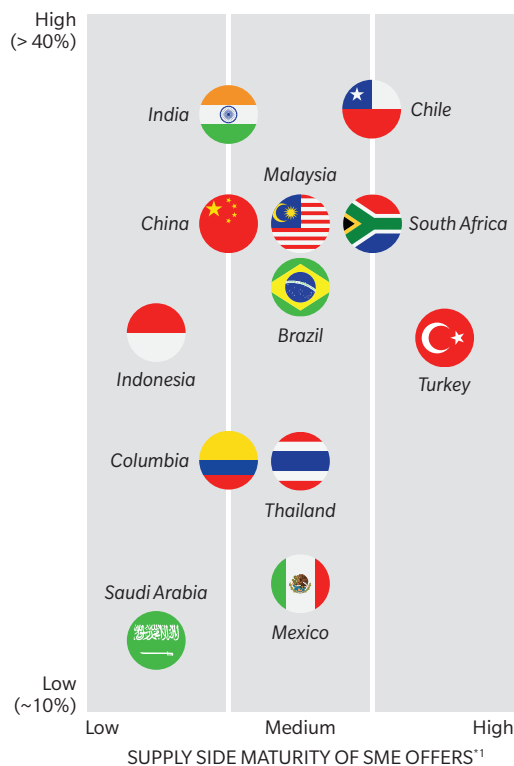 High
(> 40%)
India
Chile
Malaysia
China
South Africa
Brazil
Indonesia
Turkey
Columbia
Thailand
Saudi Arabia
Mexico
Low
(~10%)
Low
Medium
High
SUPPLY SIDE MATURITY OF SME OFFERS*1